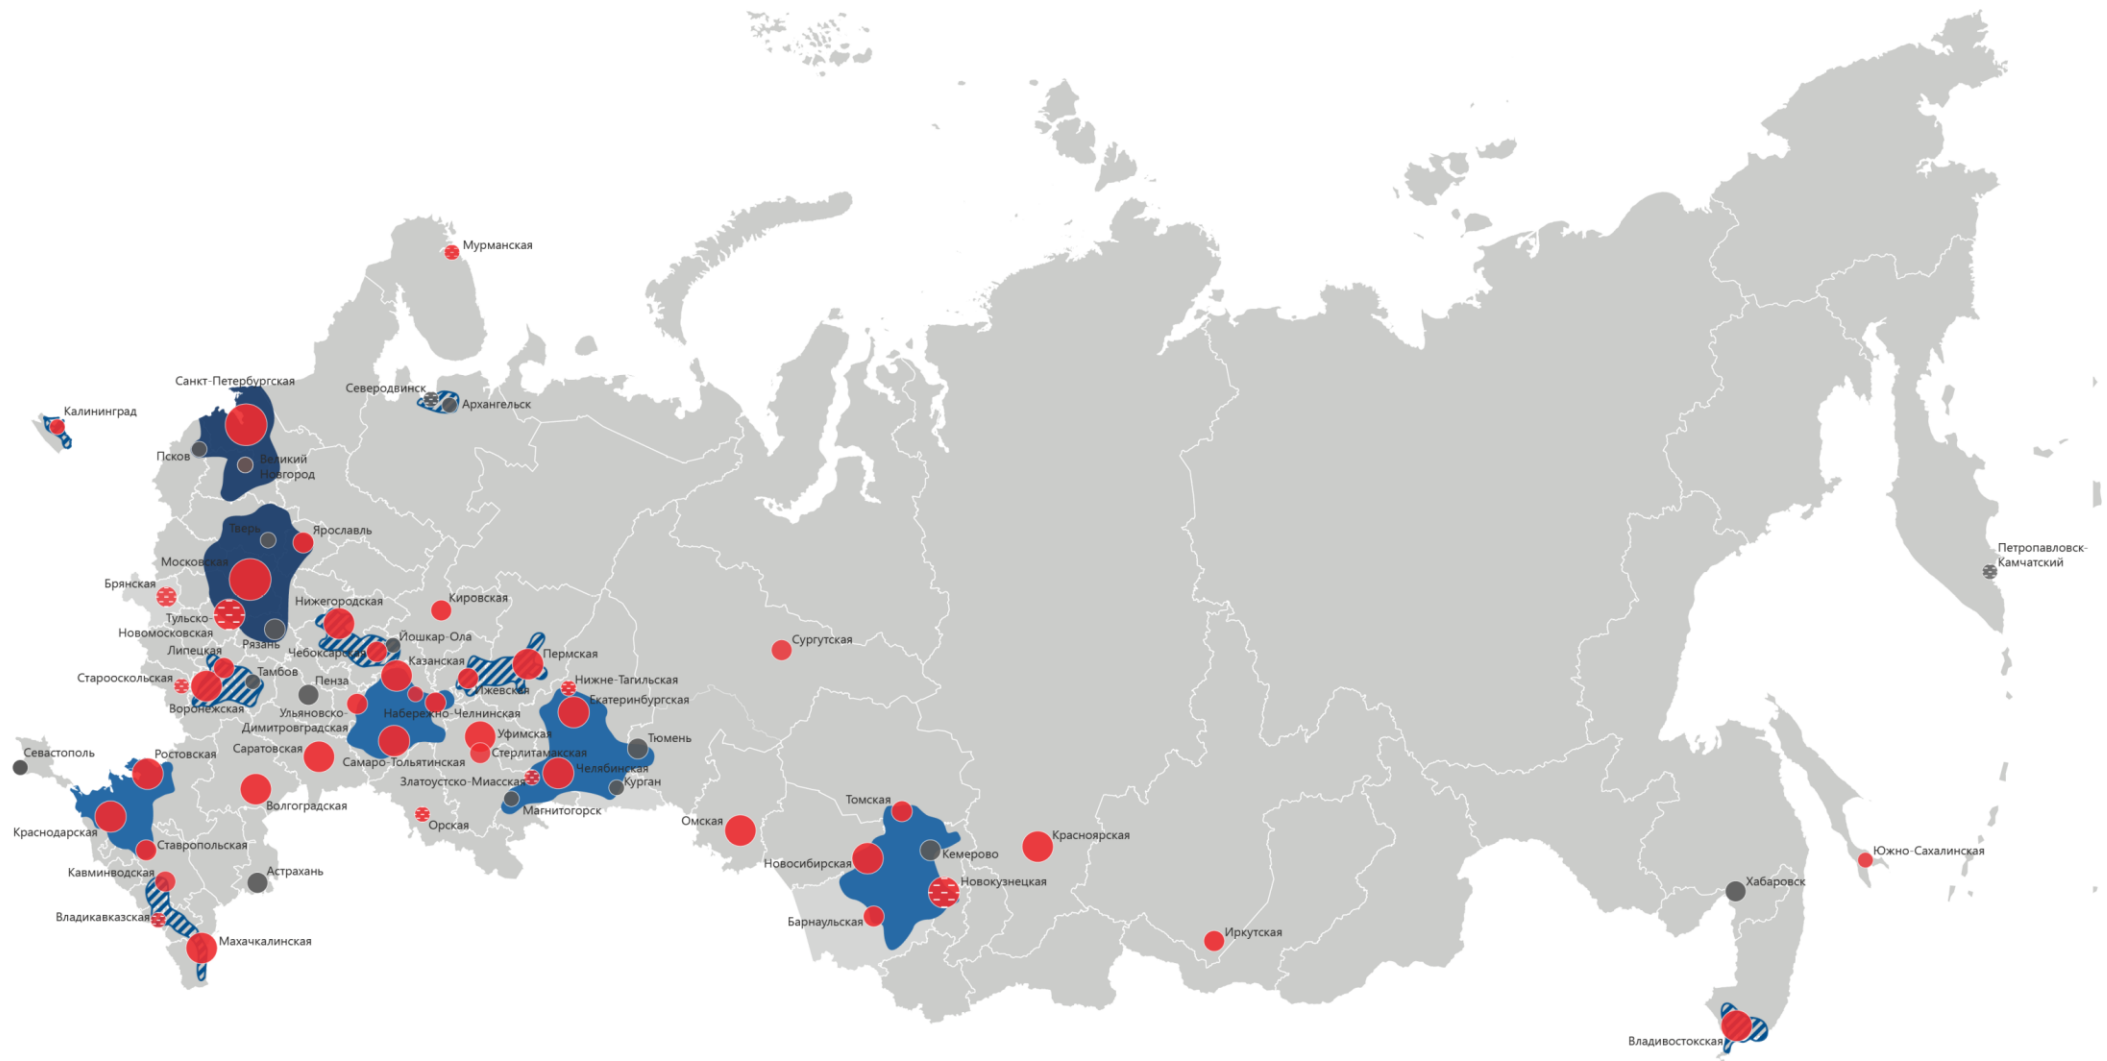 Мурманская
Санкт-Петербургская
Северодвинск
Архангельск
Калининград
Псков
Великий
Новгород
Тверь
Ярославль
Московская
Петропавловск-
Камчатский
Брянская
Нижегородская
Кировская
Тульско-
Новомосковская
Рязань
Йошкар-Ола
Сургутская
Липецкая
Чебоксарская
Казанская
Пермская
Старооскольская
Тамбов
Пенза
Ижевская
Нижне-Тагильская
Воронежская
Ульяновско-
Димитровградская
Набережно-Челнинская
Екатеринбургская
Севастополь
Ростовская
Саратовская
Уфимская
Стерлитамакская
Тюмень
Самаро-Тольятинская
Челябинская
Златоустско-Миасская
Курган
Волгоградская
Магнитогорск
Орская
Томская
Омская
Красноярская
Краснодарская
Ставропольская
Новосибирская
Кемерово
Южно-Сахалинская
Кавминводская
Астрахань
Новокузнецкая
Хабаровск
Владикавказская
Барнаульская
Иркутская
Махачкалинская
Владивостокская